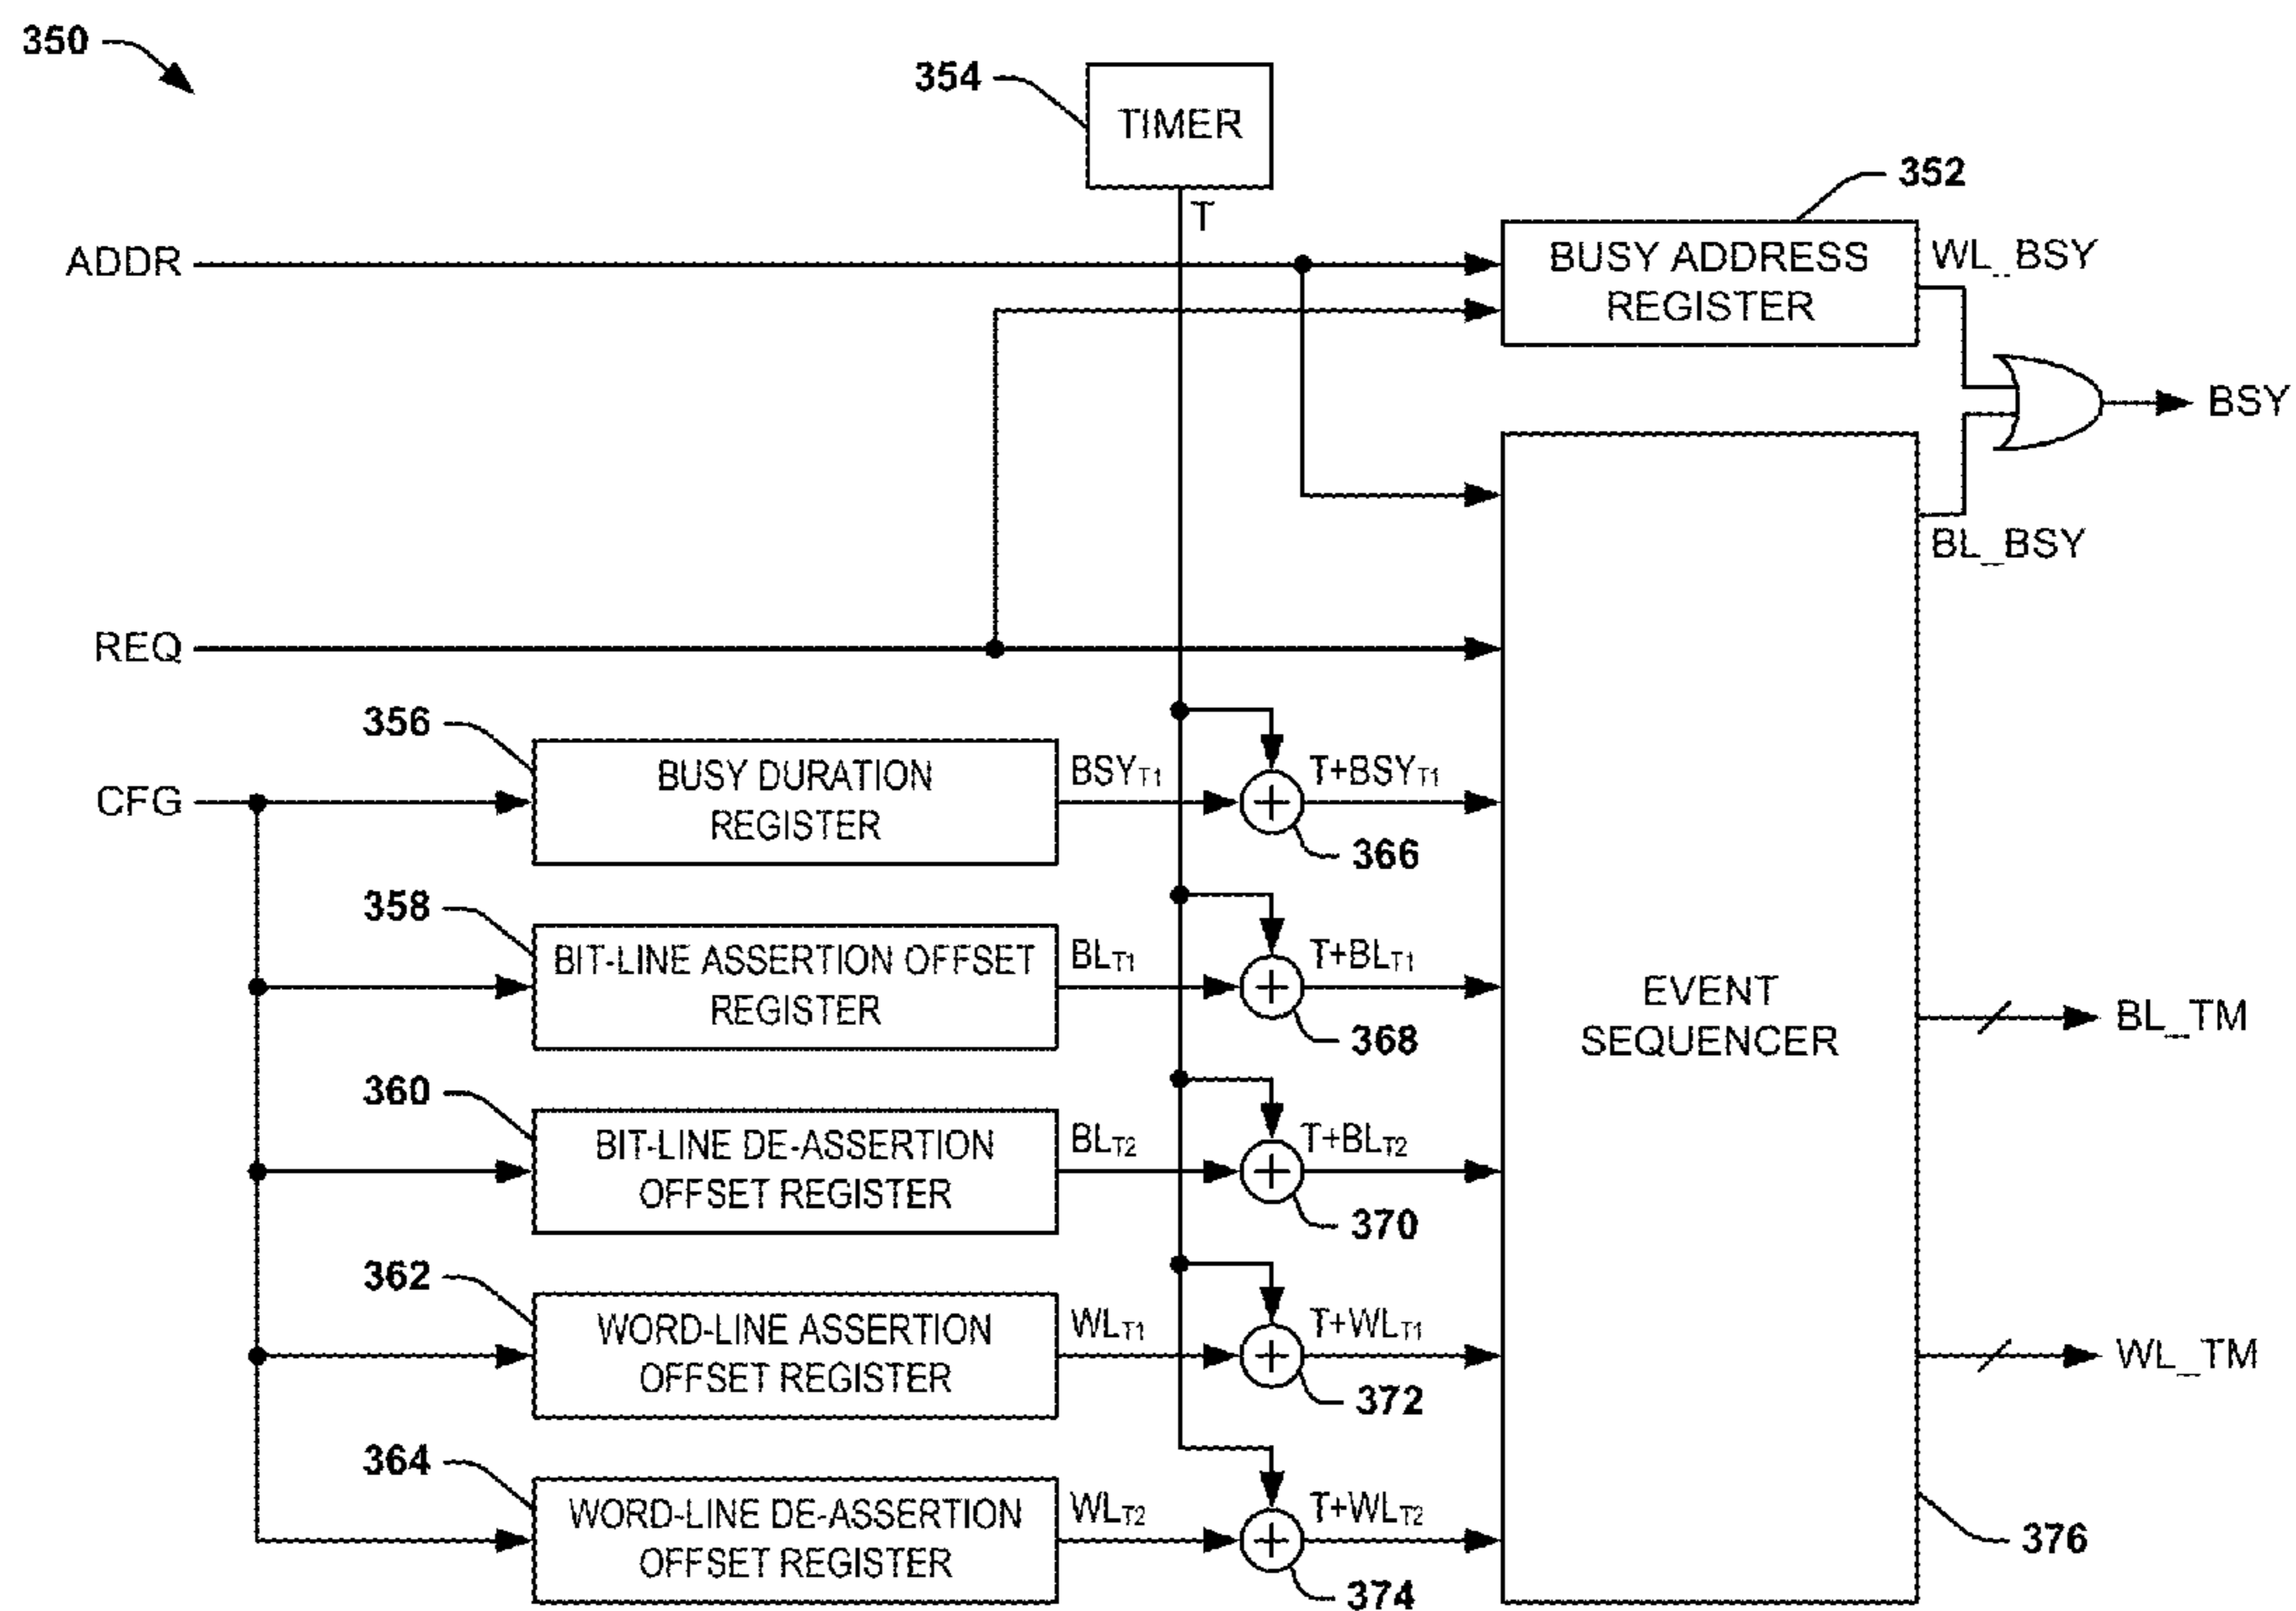 350
354
TIMER
T
352
ADDR
BUSY ADDRESS
REGISTER
WL_BSY
BSY
BL_BSY
REQ
356
BUSY DURATION
REGISTER
CFG
BSYT1
T+BSYT1
366
358
BIT-LINE ASSERTION OFFSET
REGISTER
BLT1
T+BLT1
368
EVENT
SEQUENCER
BL_TM
360
BIT-LINE DE-ASSERTION
OFFSET REGISTER
BLT2
T+BLT2
370
362
WORD-LINE ASSERTION
OFFSET REGISTER
WLT1
T+WLT1
372
WL_TM
364
WORD-LINE DE-ASSERTION
OFFSET REGISTER
WLT2
T+WLT2
374
376